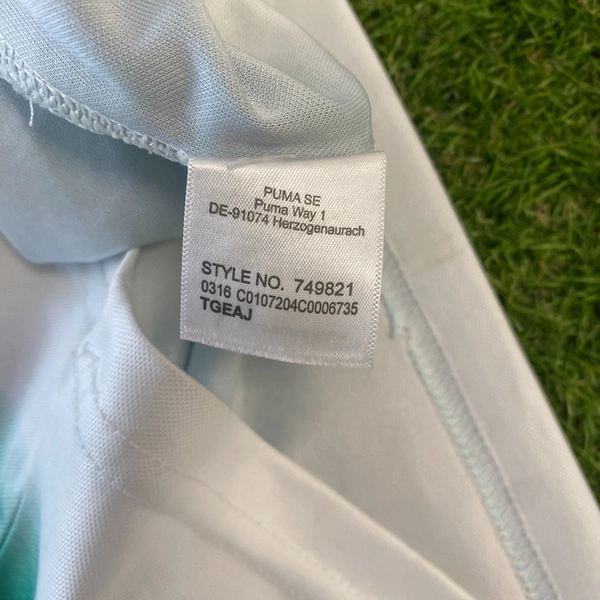 PUMA SE
Puma Way 1
DE-91074 Herzogenaurach
STYLE NO. 749821
0316 C0107204C0006735
TGEAJ